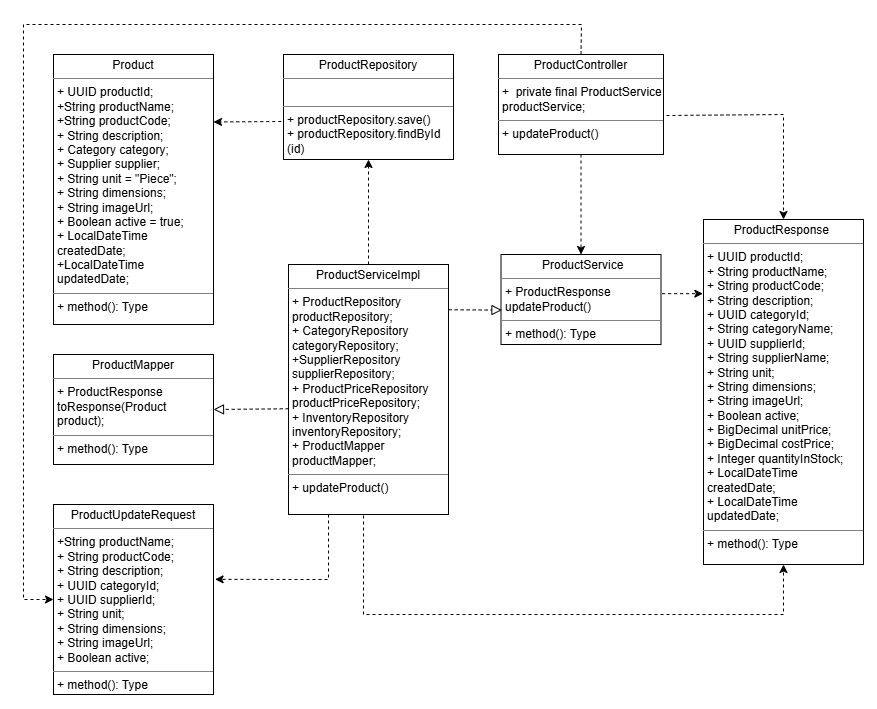 Product
+ UUID productId;
+String productName;
+String productCode;
+ String description;
+ Category category;
+ Supplier supplier;
+ String unit = "Piece";
+ String dimensions;
+ String imageUrl;
+ Boolean active = true;
+ LocalDateTime
createdDate;
+LocalDateTime
updatedDate;
+ method(): Type
ProductRepository
+ productRepository.save()
+ productRepository.findById
(id)
ProductController
+  private final ProductService
productService;
+ updateProduct()
ProductResponse
+ UUID productId;
+ String productName;
+ String productCode;
+ String description;
+ UUID categoryId;
+ String categoryName;
+ UUID supplierId;
+ String supplierName;
+ String unit;
+ String dimensions;
+ String imageUrl;
+ Boolean active;
+ BigDecimal unitPrice;
+ BigDecimal costPrice;
+ Integer quantityInStock;
+ LocalDateTime
createdDate;
+ LocalDateTime
updatedDate;
+ method(): Type
ProductServiceImpl
+ ProductRepository
productRepository;
+ CategoryRepository
categoryRepository;
+SupplierRepository
supplierRepository;
+ ProductPriceRepository
productPriceRepository;
+ InventoryRepository
inventoryRepository;
+ ProductMapper
productMapper;
+ updateProduct()
ProductService
+ ProductResponse
updateProduct()
+ method(): Type
ProductMapper
+ ProductResponse
toResponse(Product
product);
+ method(): Type
ProductUpdateRequest
+String productName;
+ String productCode;
+ String description;
+ UUID categoryId;
+ UUID supplierId;
+ String unit;
+ String dimensions;
+ String imageUrl;
+ Boolean active;
+ method(): Type